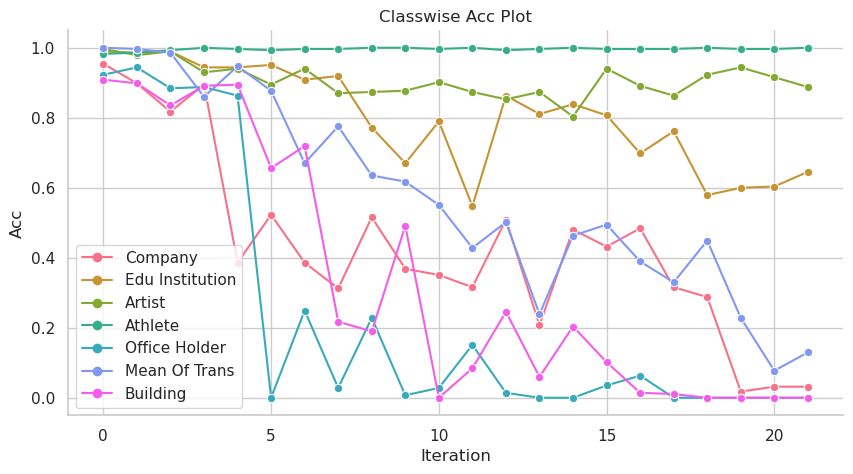 Classwise Acc Plot
1.0
0.8
0.6
0.4
0.2
0.0
Acc
Company
Edu Institution
Artist
Athlete
Office Holder
Mean Of Trans
Building
0
5
10
15
20
Iteration